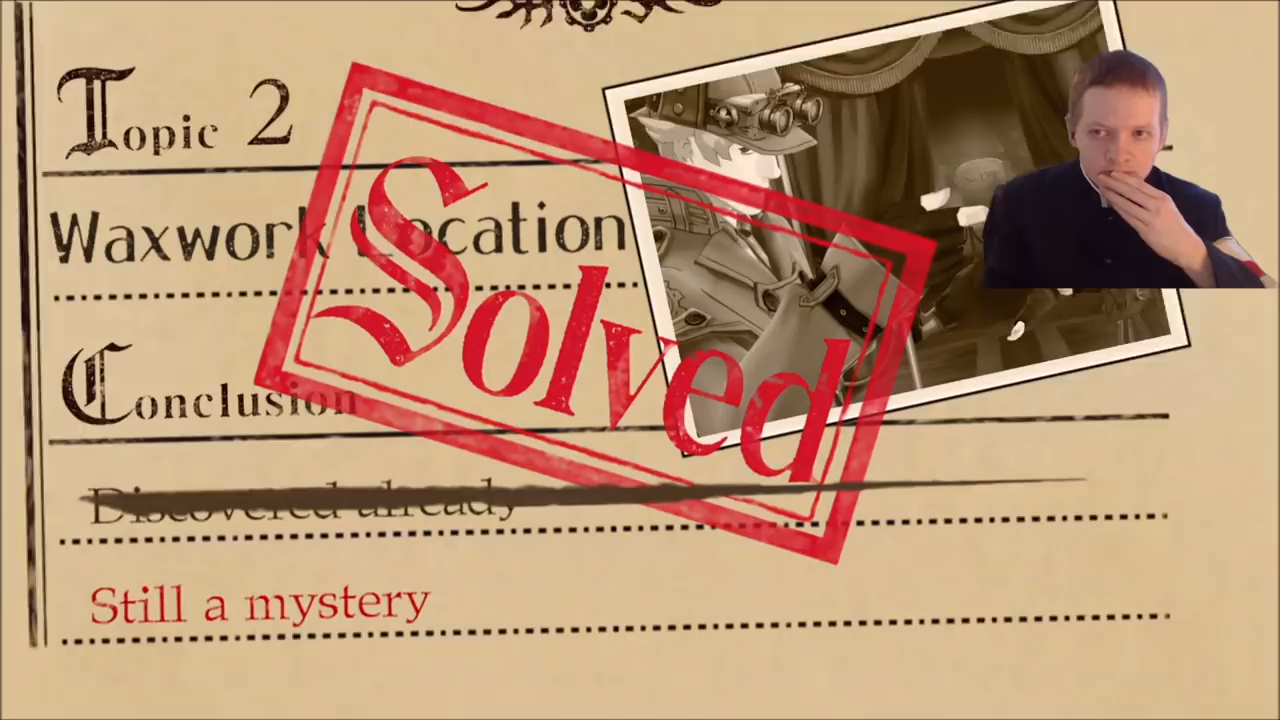 Topic 2
Waxwork Location
Solved
Conclusion
Discovered already
Still a mystery